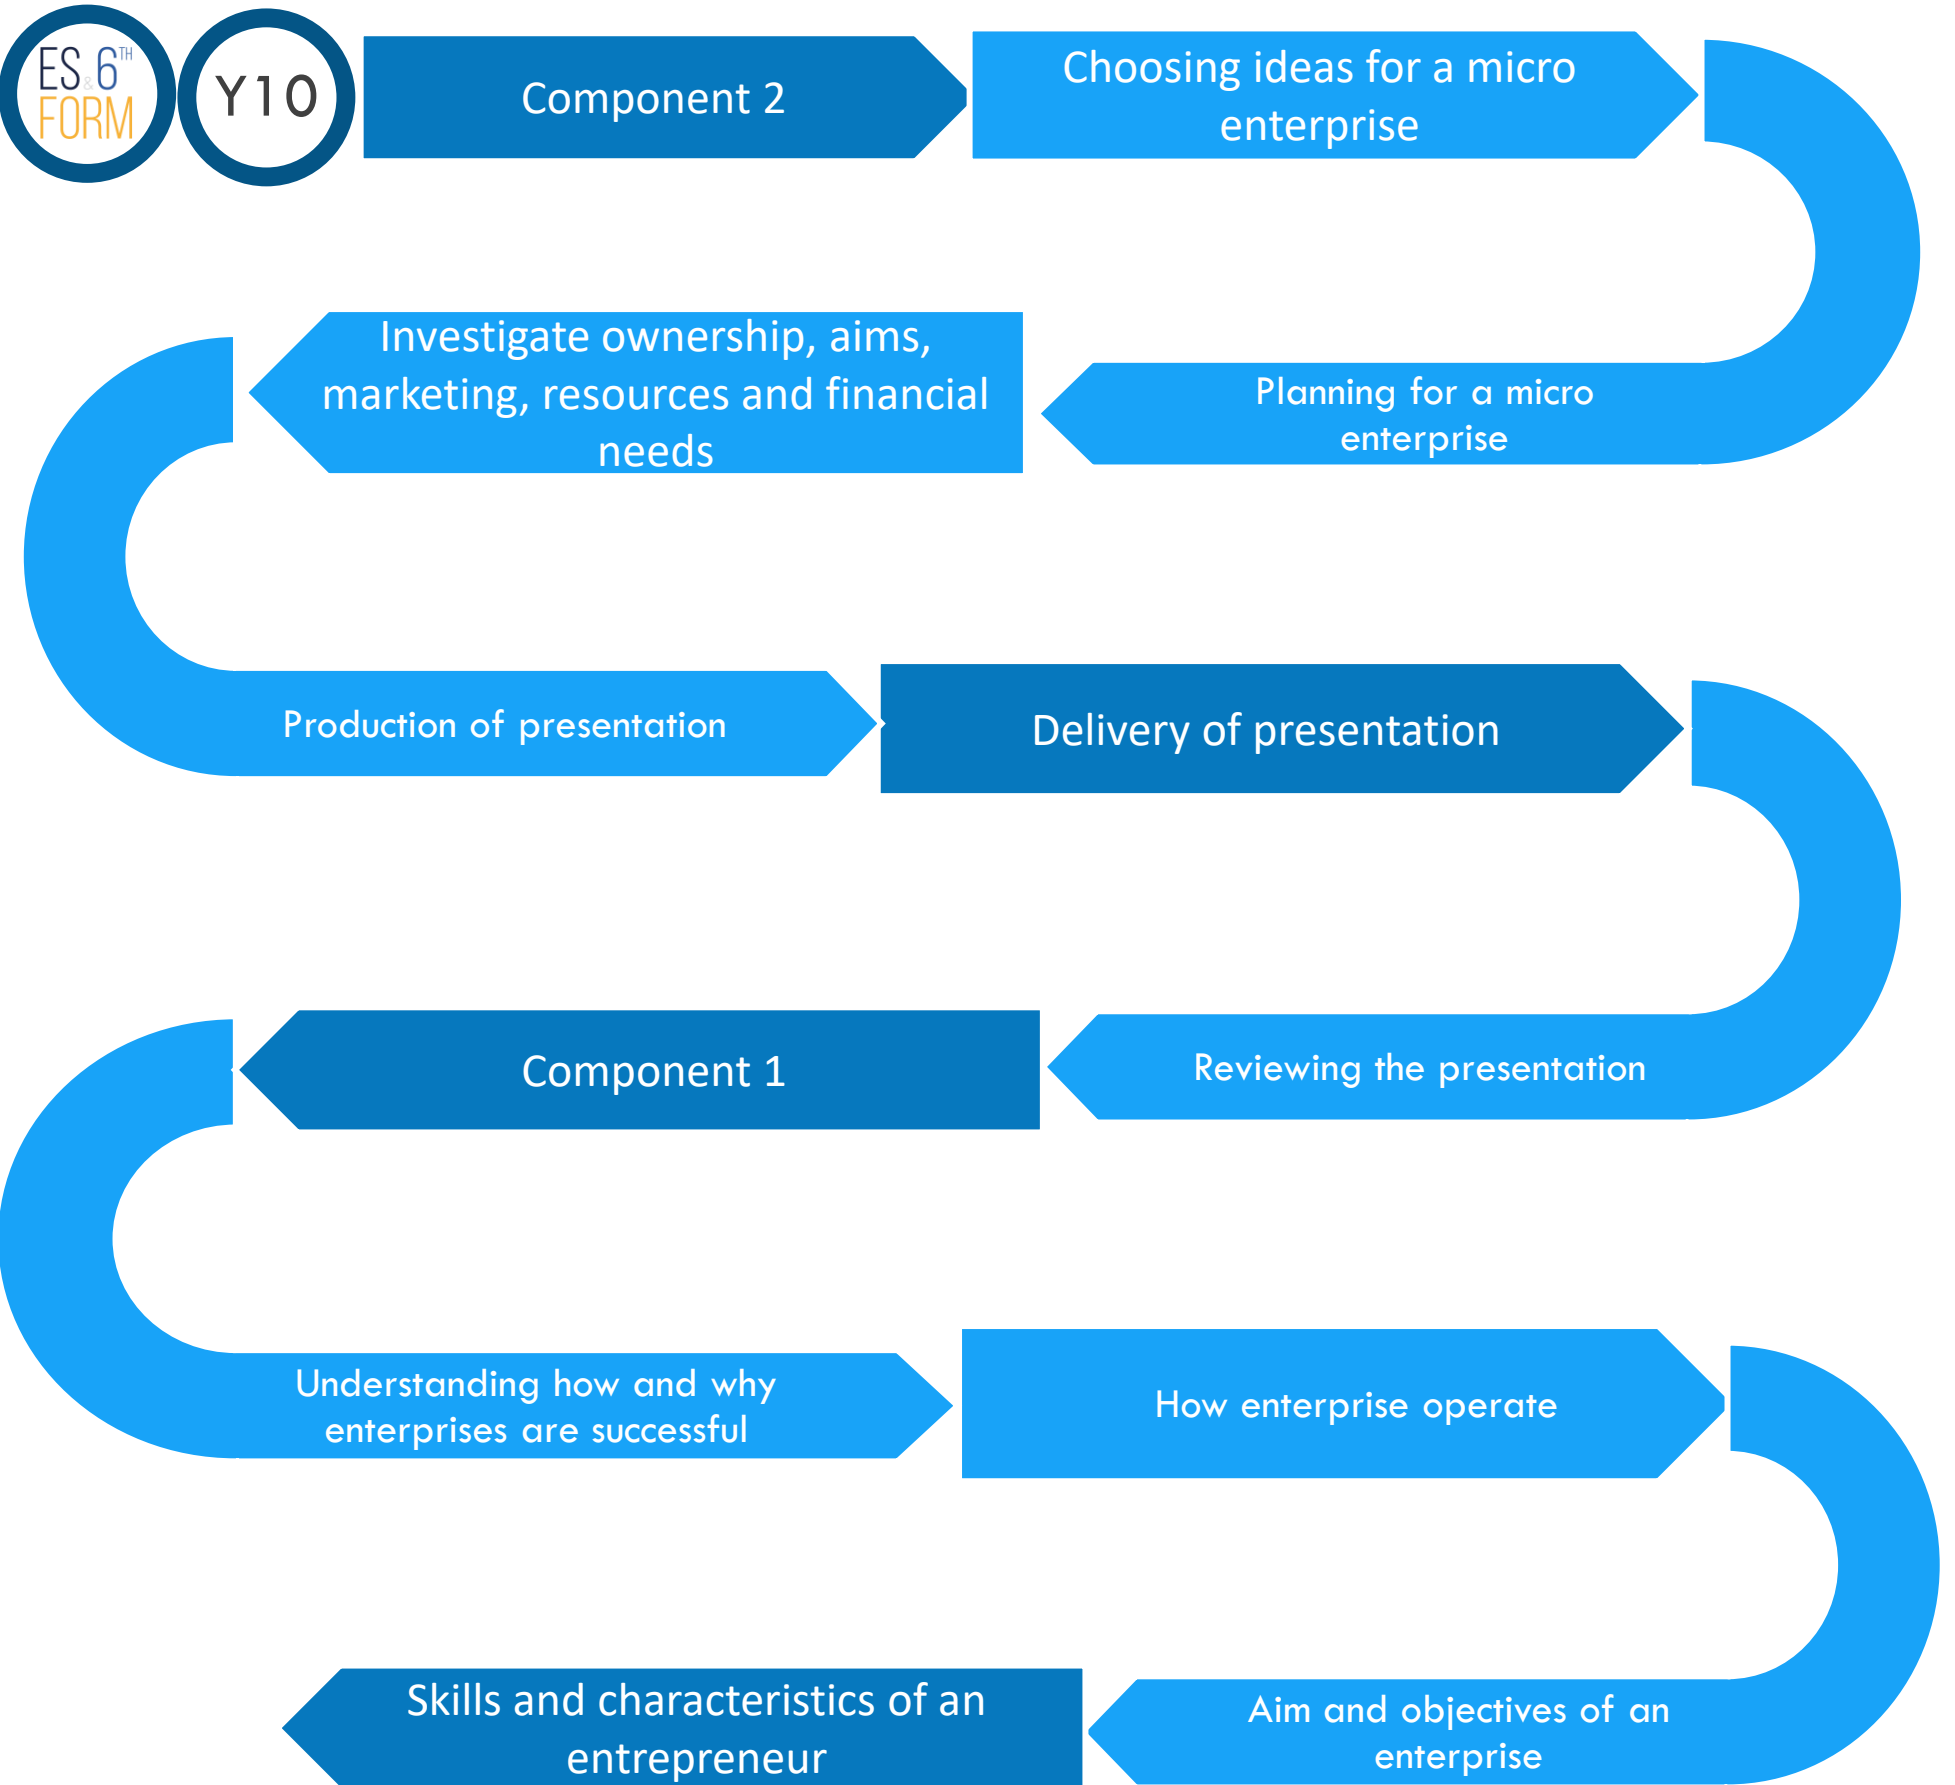 ES & 6TH
FORM
Y10
Component 2
Choosing ideas for a micro
enterprise
Planning for a micro
enterprise
Investigate ownership, aims,
marketing, resources and financial
needs
Production of presentation
Delivery of presentation
Reviewing the presentation
Component 1
Understanding how and why
enterprises are successful
How enterprise operate
Aim and objectives of an
enterprise
Skills and characteristics of an
entrepreneur